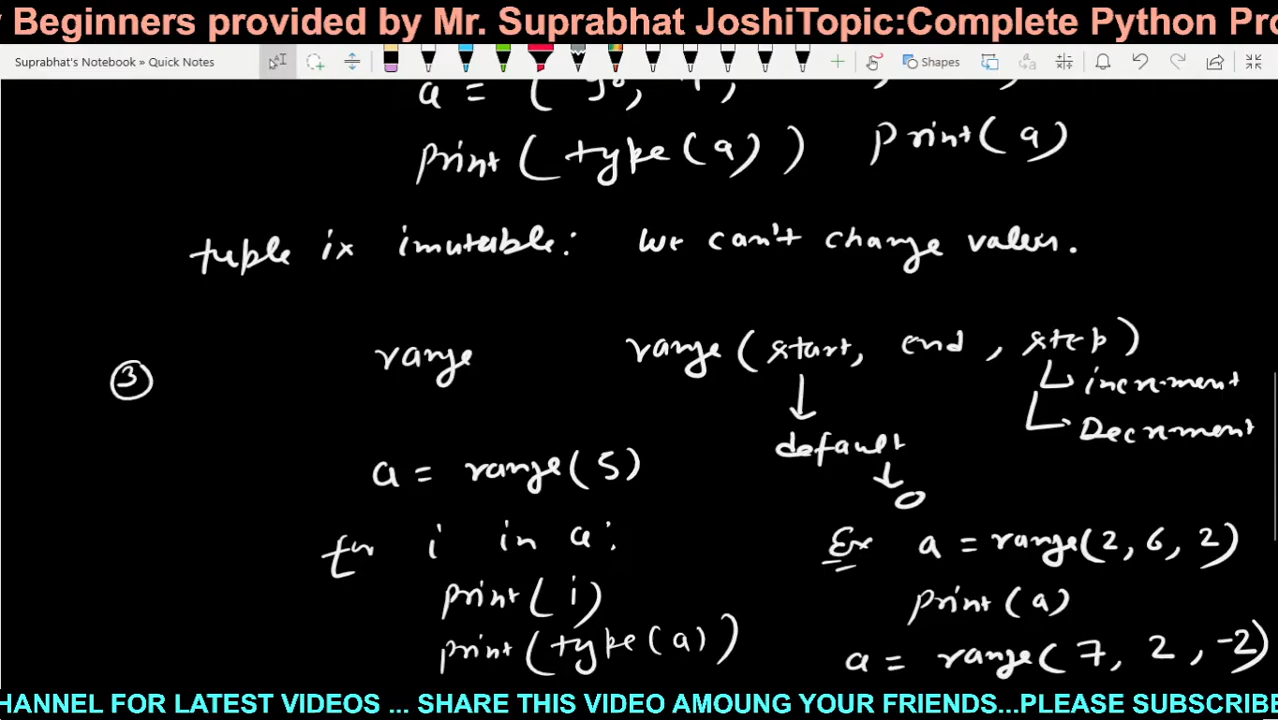 Beginners provided by Mr. Suprabhat JoshiTopic:Complete Python Pro
Suprabhat's Notebook » Quick Notes
Shapes
a = (
print(type(a)) print(a)
tuple is imutable: We can't change values.
3 range range(start, end, step)
increment
Decrement
default
0
a = range(5)
for i in a:
print(i)
print(type(a))
Ex a = range(2, 6, 2)
print(a)
a = range(7, 2, -2)
HANNEL FOR LATEST VIDEOS ... SHARE THIS VIDEO AMOUNG YOUR FRIENDS...PLEASE SUBSCRIBE